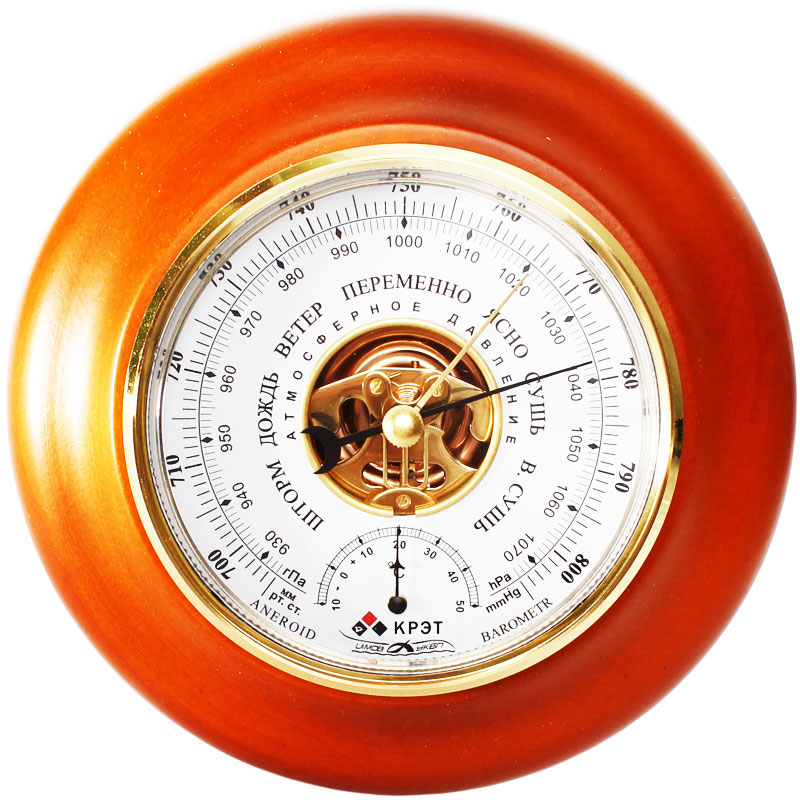 700 710 720 730 740 750 760 770 780 790 800
930 940 950 960 970 980 990 1000 1010 1020 1030 040 1050 1060 1070
ШТОРМ ДОЖДЬ ВЕТЕР ПЕРЕМЕННО ЯСНО СУШЬ В СУШЬ
АТМОСФЕРНОЕ ДАВЛЕНИЕ
гПа
мм
рт. ст.
hPa
mmHg
10 - 0 + 10 20 30 40 50
°C
ANEROID
BAROMETR
КРЭТ